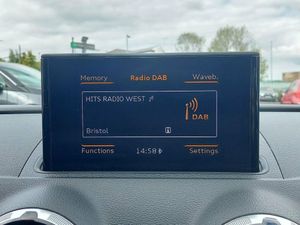 Memory Radio DAB Waveb.
HITS RADIO WEST
DAB
Bristol
Functions 14:58 Settings